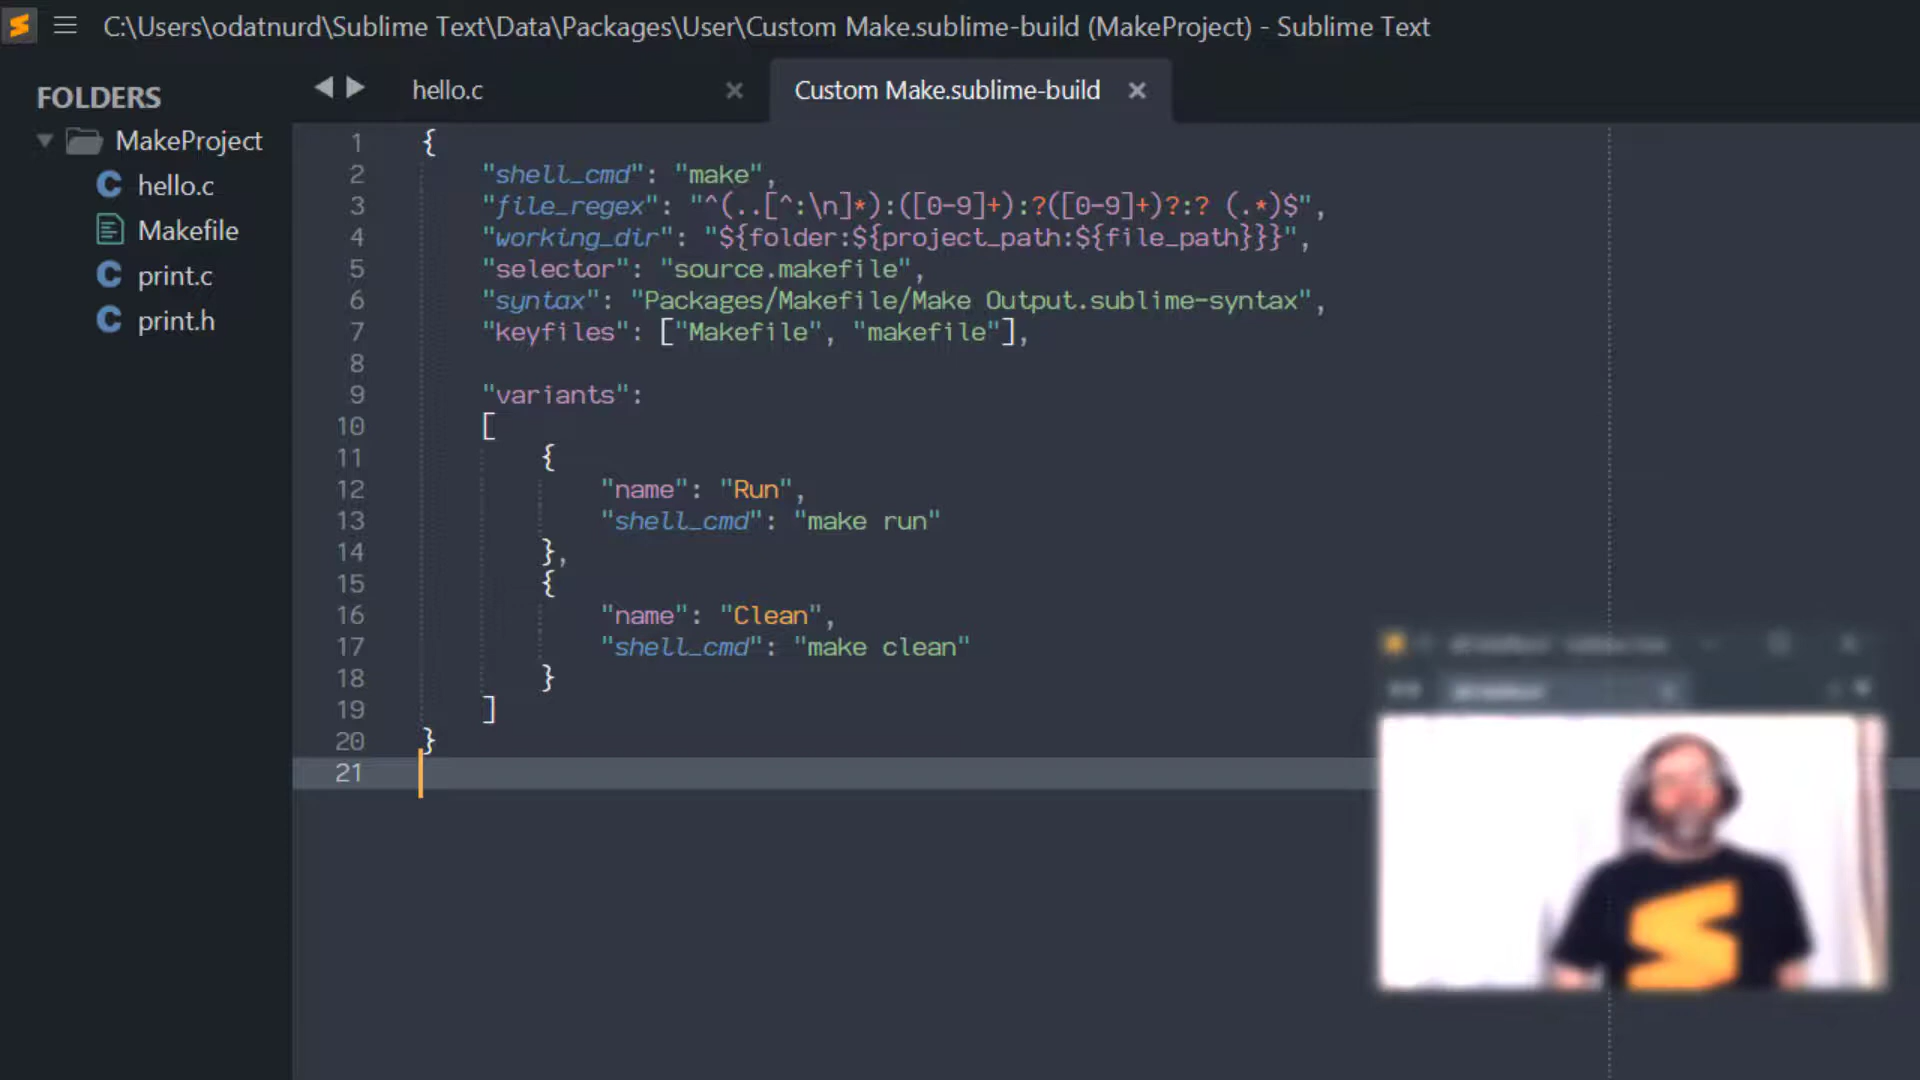 C:\Users\odatnurd\Sublime Text\Data\Packages\User\Custom Make.sublime-build (MakeProject) - Sublime Text
FOLDERS
MakeProject
hello.c
Makefile
print.c
print.h
hello.c
Custom Make.sublime-build
1 {
2 "shell_cmd": "make",
3 "file_regex": "^(..[^:\n]*):([0-9]+):?([0-9]+)?:? (.*)$",
4 "working_dir": "${folder:${project_path:${file_path}}}",
5 "selector": "source.makefile",
6 "syntax": "Packages/Makefile/Make Output.sublime-syntax",
7 "keyfiles": ["Makefile", "makefile"],
8
9 "variants":
10 [
11 {
12 "name": "Run",
13 "shell_cmd": "make run"
14 },
15 {
16 "name": "Clean",
17 "shell_cmd": "make clean"
18 }
19 ]
20 }
21